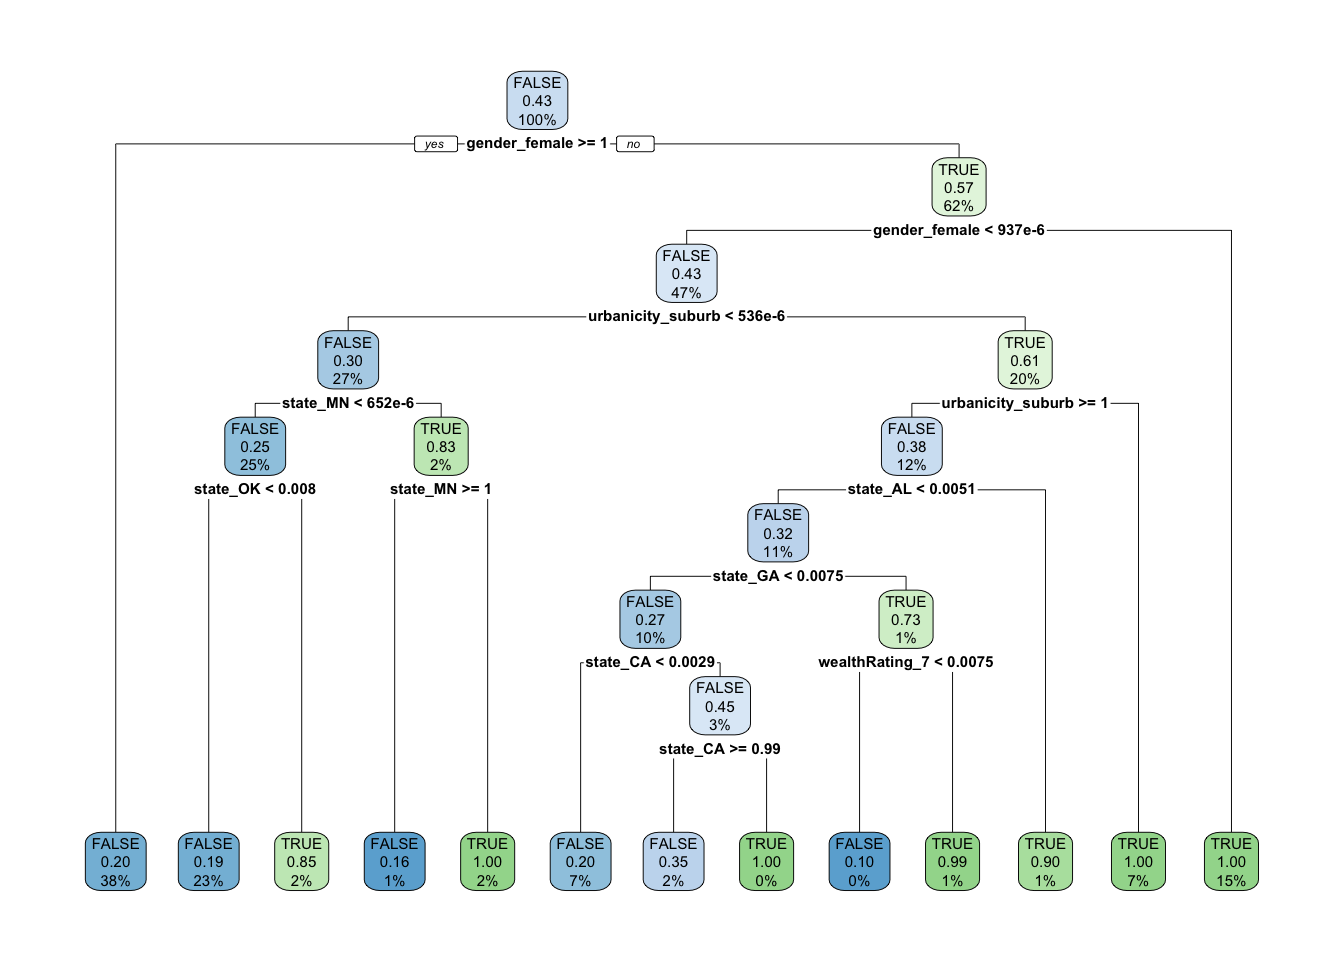 FALSE
0.43
100%
yes gender_female >= 1 no
TRUE
0.57
62%
gender_female < 937e-6
FALSE
0.43
47%
urbanicity_suburb < 536e-6
FALSE
0.30
27%
TRUE
0.61
20%
state_MN < 652e-6
urbanicity_suburb >= 1
FALSE
0.25
25%
TRUE
0.83
2%
FALSE
0.38
12%
state_OK < 0.008
state_MN >= 1
state_AL < 0.0051
FALSE
0.32
11%
state_GA < 0.0075
FALSE
0.27
10%
TRUE
0.73
1%
state_CA < 0.0029
wealthRating_7 < 0.0075
FALSE
0.45
3%
state_CA >= 0.99
FALSE
0.20
38%
FALSE
0.19
23%
TRUE
0.85
2%
FALSE
0.16
1%
TRUE
1.00
2%
FALSE
0.20
7%
FALSE
0.35
2%
TRUE
1.00
0%
FALSE
0.10
0%
TRUE
0.99
1%
TRUE
0.90
1%
TRUE
1.00
7%
TRUE
1.00
15%